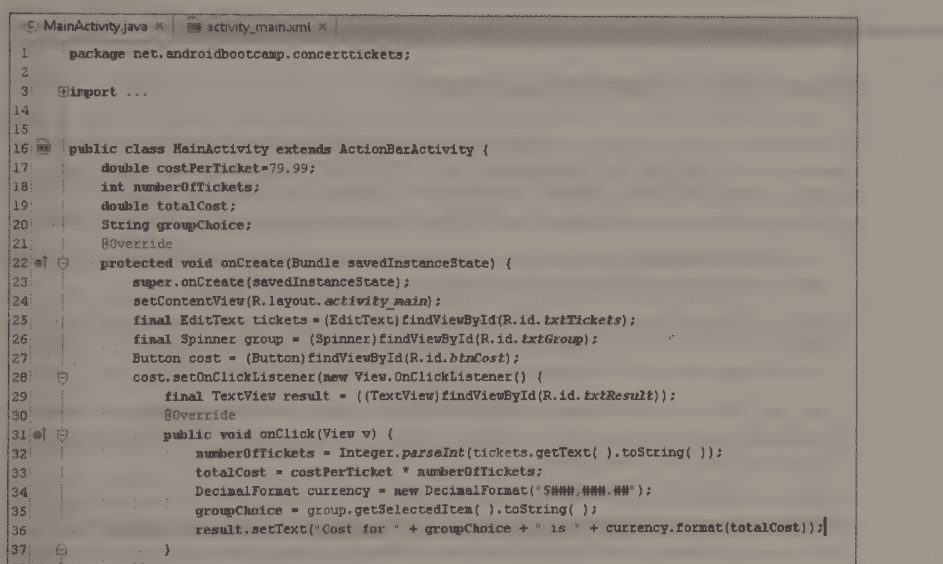 MainActivity.java × activity_main.xml ×
1 package net.androidbootcamp.concerttickets;
2
3 import ...
14
15
16 public class MainActivity extends ActionBarActivity {
17 double costPerTicket=79.99;
18 int numberOfTickets;
19 double totalCost;
20 String groupChoice;
21 @Override
22 protected void onCreate(Bundle savedInstanceState) {
23 super.onCreate(savedInstanceState);
24 setContentView(R.layout.activity_main);
25 final EditText tickets = (EditText)findViewById(R.id.txtTickets);
26 final Spinner group = (Spinner)findViewById(R.id.txtGroup);
27 Button cost = (Button)findViewById(R.id.btnCost);
28 cost.setOnClickListener(new View.OnClickListener() {
29 final TextView result = ((TextView)findViewById(R.id.txtResult));
30 @Override
31 public void onClick(View v) {
32 numberOfTickets = Integer.parseInt(tickets.getText( ).toString( ));
33 totalCost = costPerTicket * numberOfTickets;
34 DecimalFormat currency = new DecimalFormat("$###,###.##");
35 groupChoice = group.getSelectedItem( ).toString( );
36 result.setText("Cost for " + groupChoice + " is " + currency.format(totalCost));
37 }